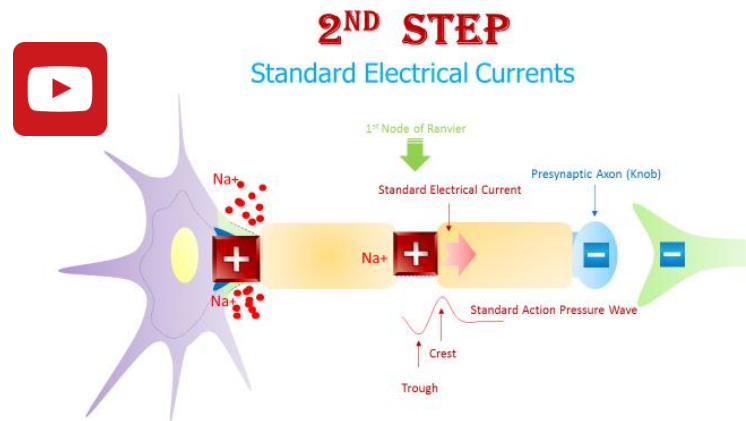 2ND STEP
Standard Electrical Currents
1st Node of Ranvier
Na+
Standard Electrical Current
Presynaptic Axon (Knob)
Na+
Na+
Standard Action Pressure Wave
Crest
Trough